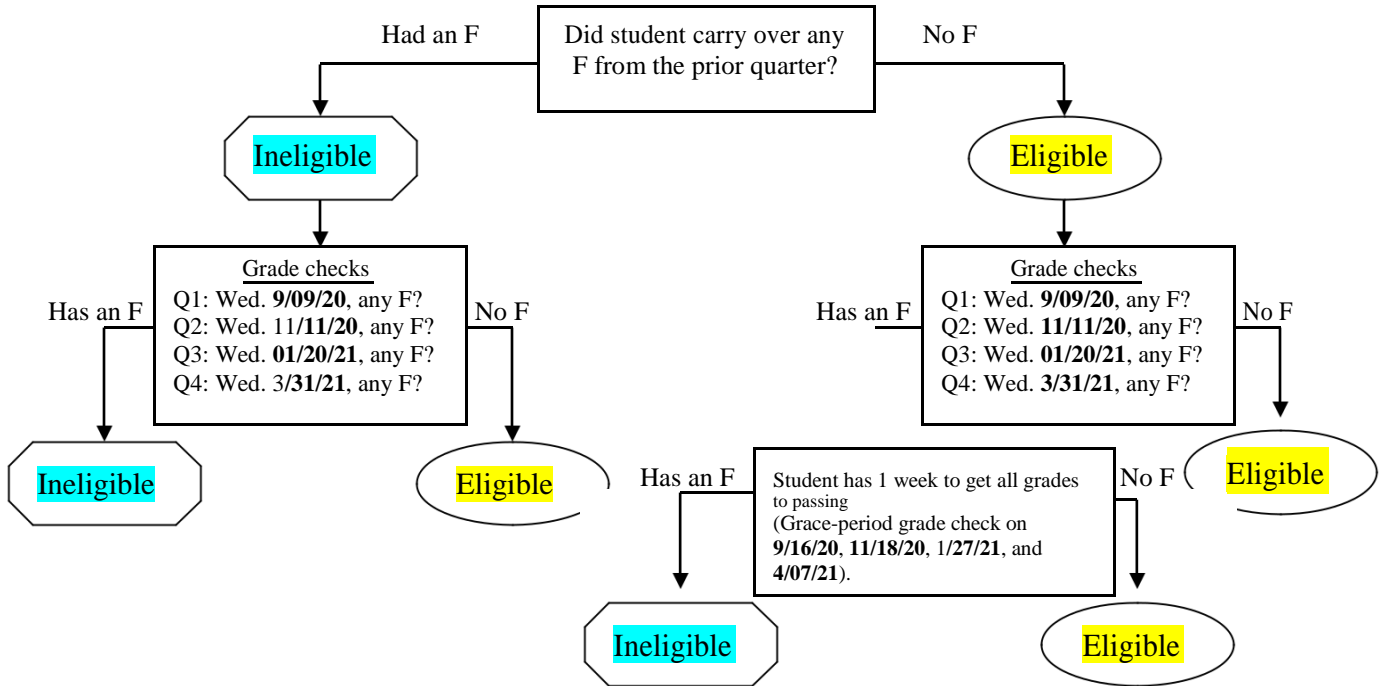 Had an F
Did student carry over any
F from the prior quarter?
No F
Ineligible
Eligible
Has an F
Grade checks
Q1: Wed. 9/09/20, any F?
Q2: Wed. 11/11/20, any F?
Q3: Wed. 01/20/21, any F?
Q4: Wed. 3/31/21, any F?
No F
Has an F
Grade checks
Q1: Wed. 9/09/20, any F?
Q2: Wed. 11/11/20, any F?
Q3: Wed. 01/20/21, any F?
Q4: Wed. 3/31/21, any F?
No F
Ineligible
Eligible
Has an F
Student has 1 week to get all grades
to passing
(Grace-period grade check on
9/16/20, 11/18/20, 1/27/21, and
4/07/21).
No F
Eligible
Ineligible
Eligible